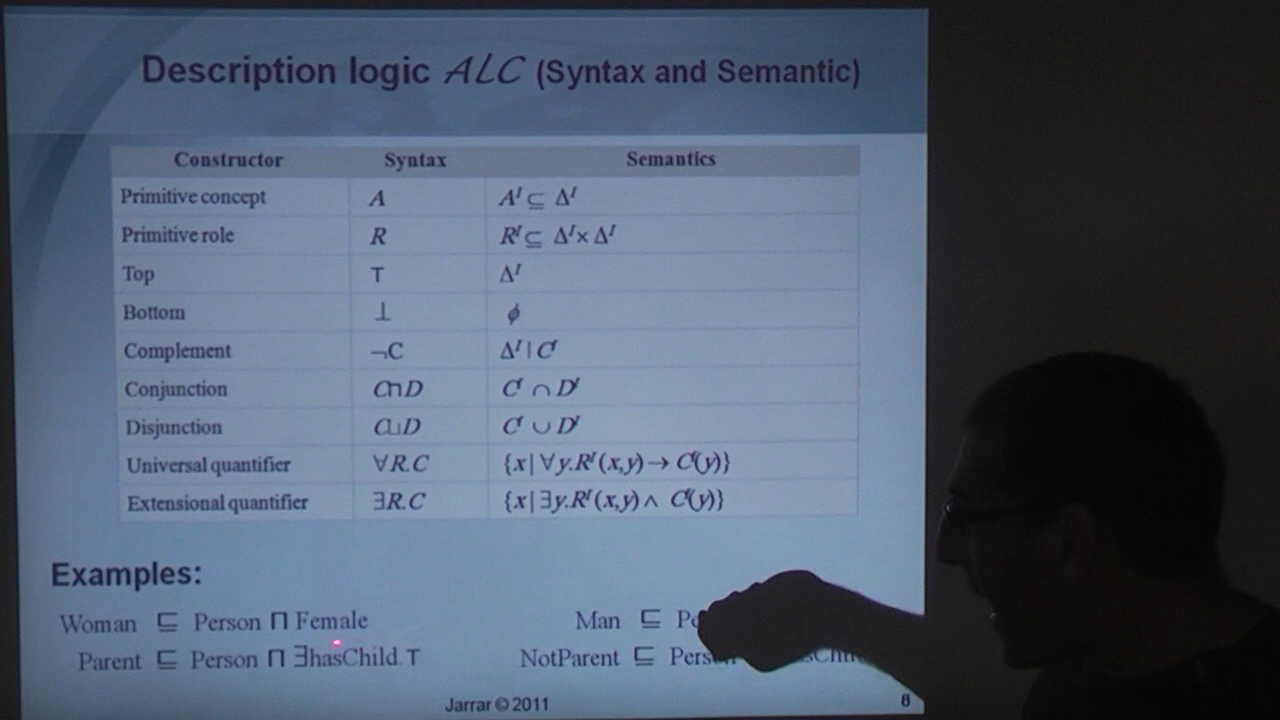 Description logic ALC (Syntax and Semantic)
Constructor Syntax Semantics
Primitive concept A Aᴵ ⊆ Δᴵ
Primitive role R Rᴵ ⊆ Δᴵ × Δᴵ
Top ⊤ Δᴵ
Bottom ⊥ ϕ
Complement ¬C Δᴵ | Cᴵ
Conjunction C⊓D Cᴵ ∩ Dᴵ
Disjunction C⊔D Cᴵ ∪ Dᴵ
Universal quantifier ∀R.C {x | ∀y.Rᴵ(x,y) → Cᴵ(y)}
Extensional quantifier ∃R.C {x | ∃y.Rᴵ(x,y) ∧ Cᴵ(y)}
Examples:
Woman ⊑ Person ⊓ Female Man ⊑
Parent ⊑ Person ⊓ ∃hasChild.⊤ NotParent ⊑
Jarrar © 2011 8